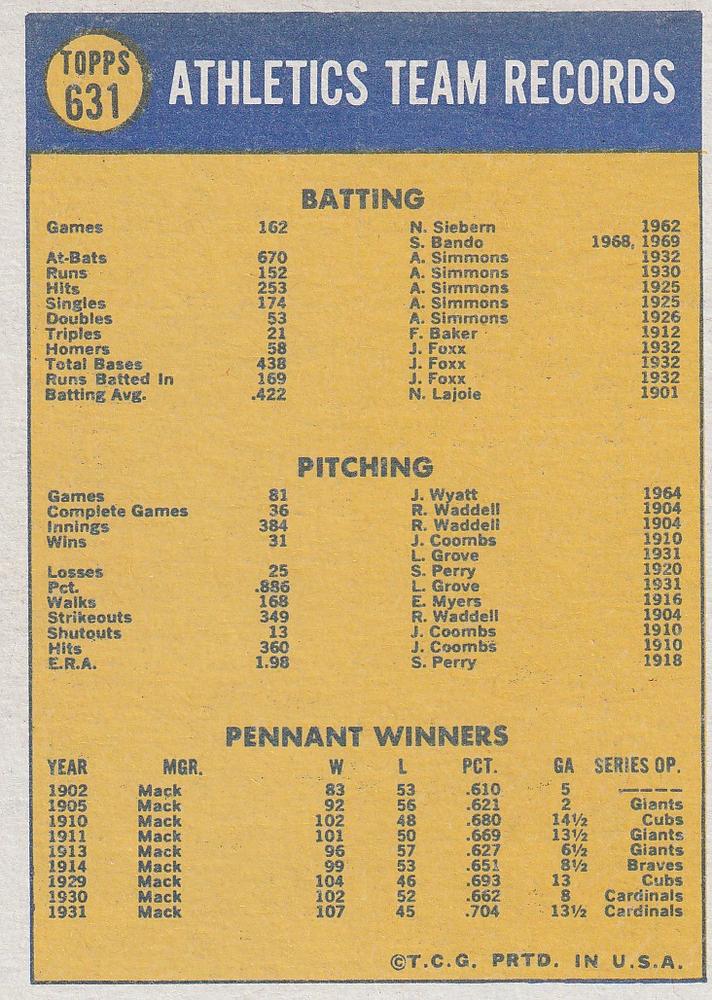 TOPPS
631
ATHLETICS TEAM RECORDS
BATTING
Games 162 N. Siebern 1962
S. Bando 1968, 1969
At-Bats 670 A. Simmons 1932
Runs 152 A. Simmons 1930
Hits 253 A. Simmons 1925
Singles 174 A. Simmons 1925
Doubles 53 A. Simmons 1926
Triples 21 F. Baker 1912
Homers 58 J. Foxx 1932
Total Bases 438 J. Foxx 1932
Runs Batted In 169 J. Foxx 1932
Batting Avg. .422 N. Lajoie 1901
PITCHING
Games 81 J. Wyatt 1964
Complete Games 36 R. Waddell 1904
Innings 384 R. Waddell 1904
Wins 31 J. Coombs 1910
L. Grove 1931
Losses 25 S. Perry 1920
Pct. .886 L. Grove 1931
Walks 168 E. Myers 1916
Strikeouts 349 R. Waddell 1904
Shutouts 13 J. Coombs 1910
Hits 360 J. Coombs 1910
E.R.A. 1.98 S. Perry 1918
PENNANT WINNERS
YEAR MGR. W L PCT. GA SERIES OP.
1902 Mack 83 53 .610 5 -----
1905 Mack 92 56 .621 2 Giants
1910 Mack 102 48 .680 14½ Cubs
1911 Mack 101 50 .669 13½ Giants
1913 Mack 96 57 .627 6½ Giants
1914 Mack 99 53 .651 8½ Braves
1929 Mack 104 46 .693 13 Cubs
1930 Mack 102 52 .662 8 Cardinals
1931 Mack 107 45 .704 13½ Cardinals
©T.C.G. PRTD. IN U.S.A.